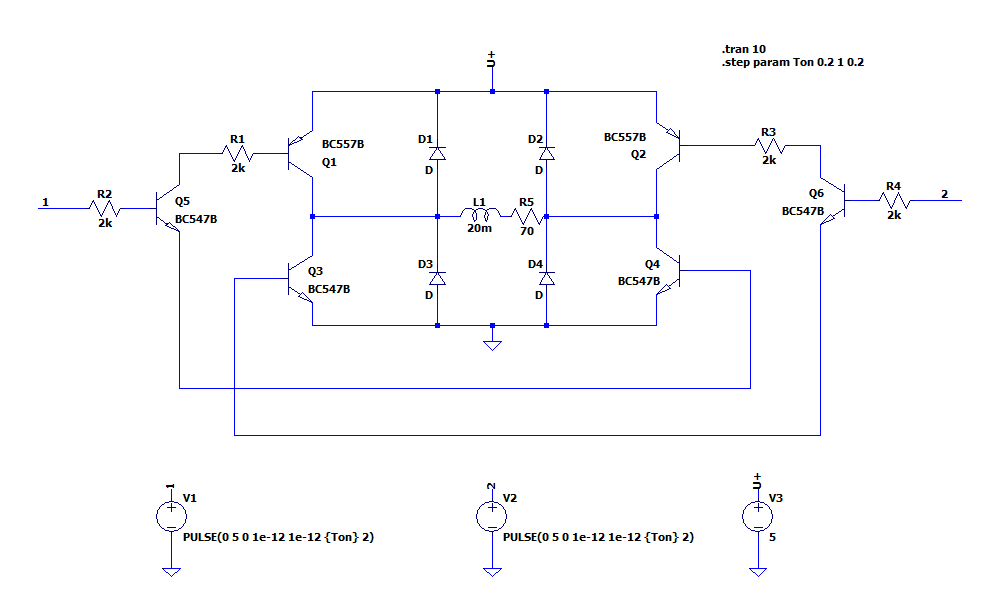 .tran 10
.step param Ton 0.2 1 0.2
U+
R1
2k
BC557B
Q1
D1
D
D2
D
BC557B
Q2
R3
2k
R2
2k
1
Q5
BC547B
L1
20m
R5
70
Q6
BC547B
R4
2k
2
Q3
BC547B
D3
D
D4
D
Q4
BC547B
1
V1
PULSE(0 5 0 1e-12 1e-12 {Ton} 2)
2
V2
PULSE(0 5 0 1e-12 1e-12 {Ton} 2)
U+
V3
5